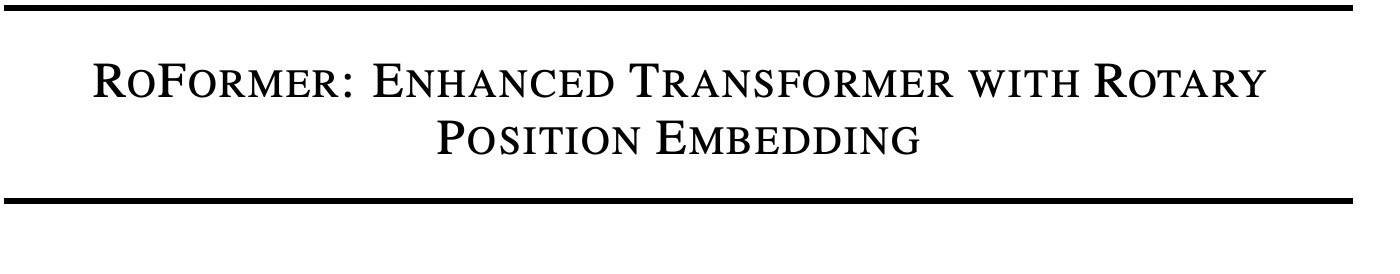 RoFormer: Enhanced Transformer with Rotary
Position Embedding